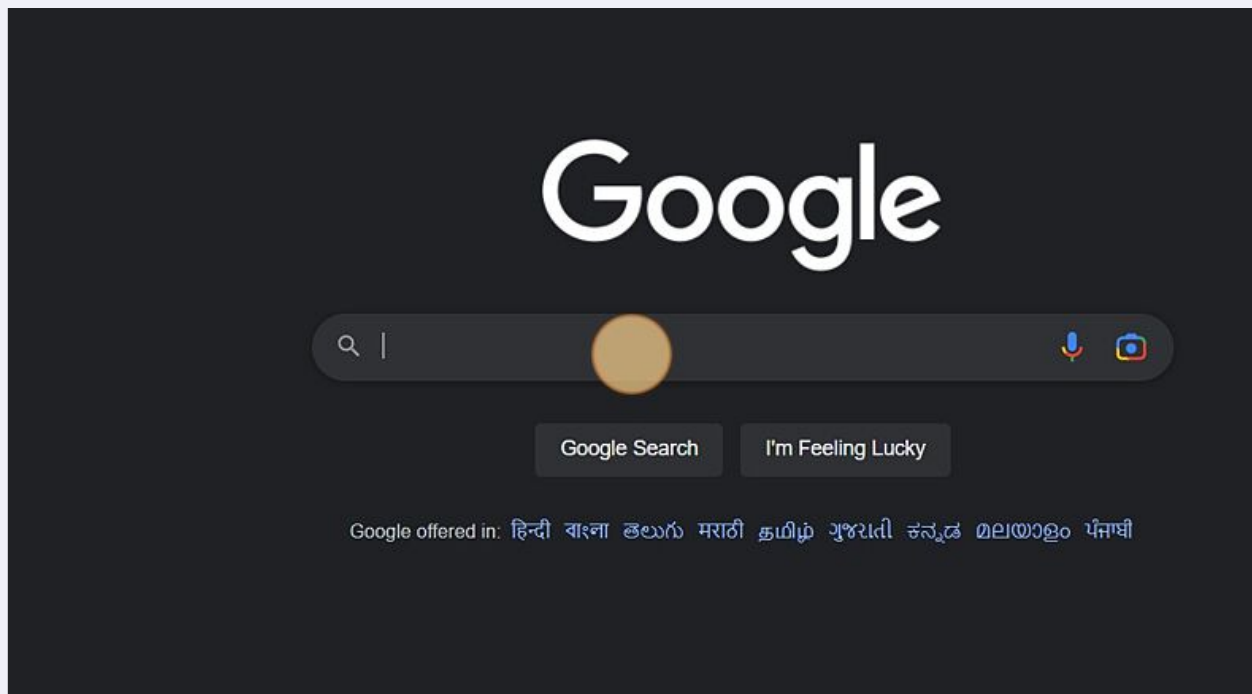 Google
Google Search I'm Feeling Lucky
Google offered in: हिन्दी বাংলা తెలుగు मराठी தமிழ் ગુજરાતી ಕನ್ನಡ മലയാളം ਪੰਜਾਬੀ